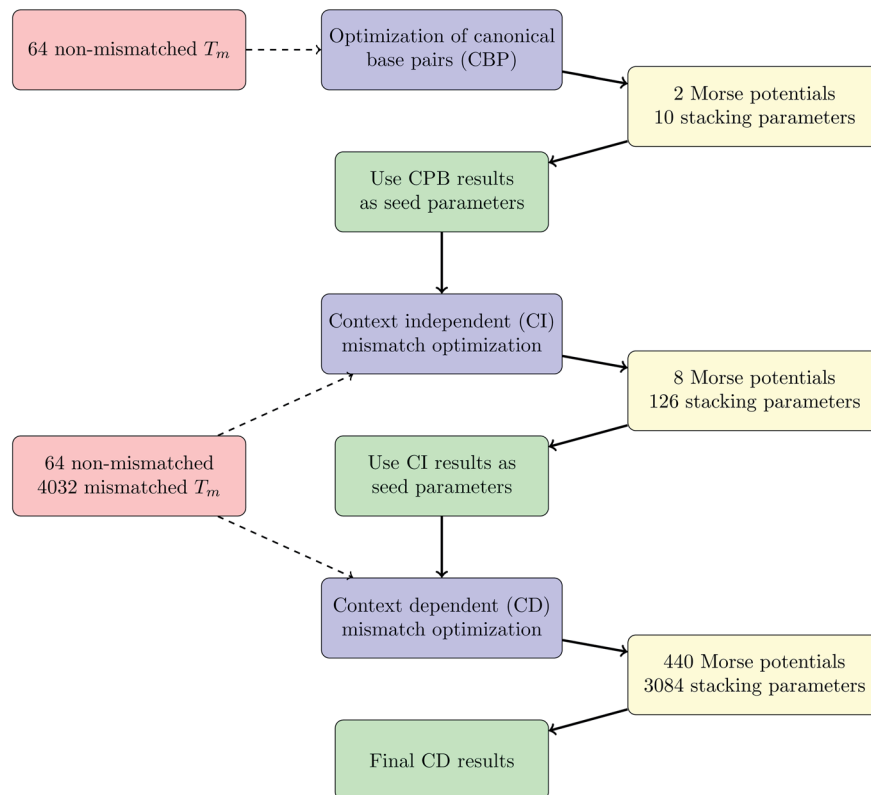 64 non-mismatched Tm
Optimization of canonical
base pairs (CBP)
2 Morse potentials
10 stacking parameters
Use CPB results
as seed parameters
Context independent (CI)
mismatch optimization
8 Morse potentials
126 stacking parameters
64 non-mismatched
4032 mismatched Tm
Use CI results as
seed parameters
Context dependent (CD)
mismatch optimization
440 Morse potentials
3084 stacking parameters
Final CD results